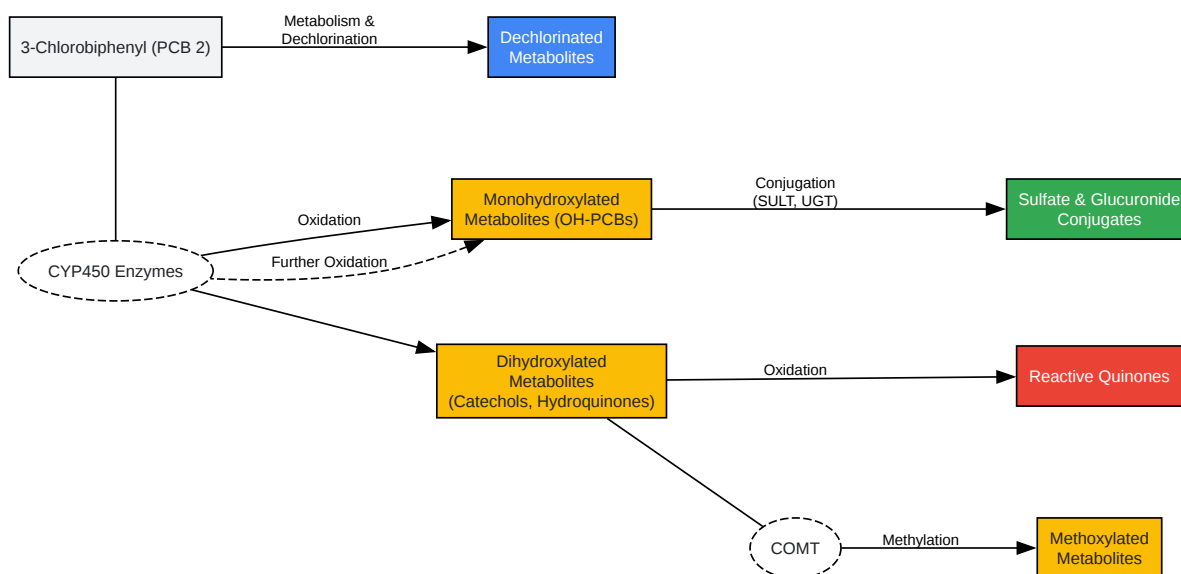 3-Chlorobiphenyl (PCB 2)
Metabolism &
Dechlorination
Dechlorinated
Metabolites
CYP450 Enzymes
Oxidation
Further Oxidation
Monohydroxylated
Metabolites (OH-PCBs)
Conjugation
(SULT, UGT)
Sulfate & Glucuronide
Conjugates
Dihydroxylated
Metabolites
(Catechols, Hydroquinones)
Oxidation
Reactive Quinones
COMT
Methylation
Methoxylated
Metabolites